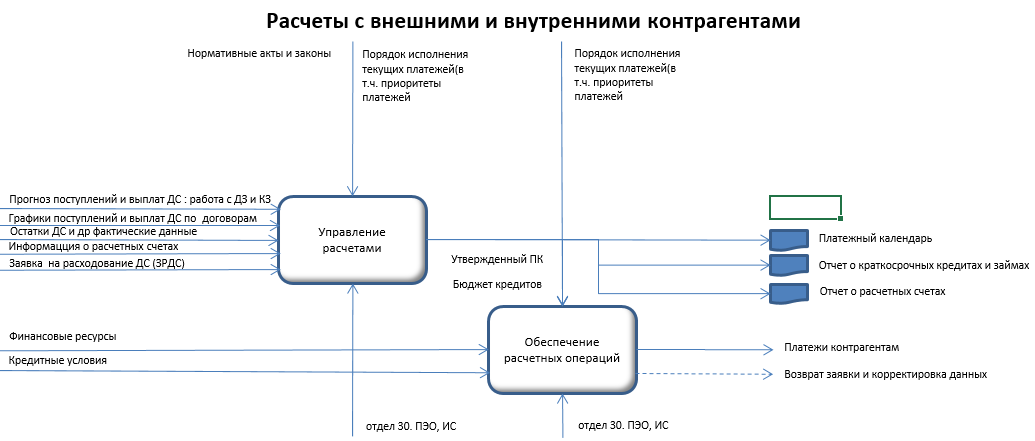 Расчеты с внешними и внутренними контрагентами
Нормативные акты и законы
Порядок исполнения
текущих платежей(в
т.ч. приоритеты
платежей
Порядок исполнения
текущих платежей(в
т.ч. приоритеты
платежей
Прогноз поступлений и выплат ДС : работа с ДЗ и КЗ
Графики поступлений и выплат ДС по договорам
Остатки ДС и др фактические данные
Информацция о расчетных счетах
Заявка на расходование ДС (ЗРДС)
Управление
расчетами
Утвержденный ПК
Бюджет кредитов
Платежный календарь
Отчет о краткосрочных кредитах и займах
Отчет о расчетных счетах
Финансовые ресурсы
Кредитные условия
Обеспечение
расчетных операций
Платежи контрагентам
Возврат заявки и корректировка данных
отдел 30. ПЭО, ИС
отдел 30. ПЭО, ИС